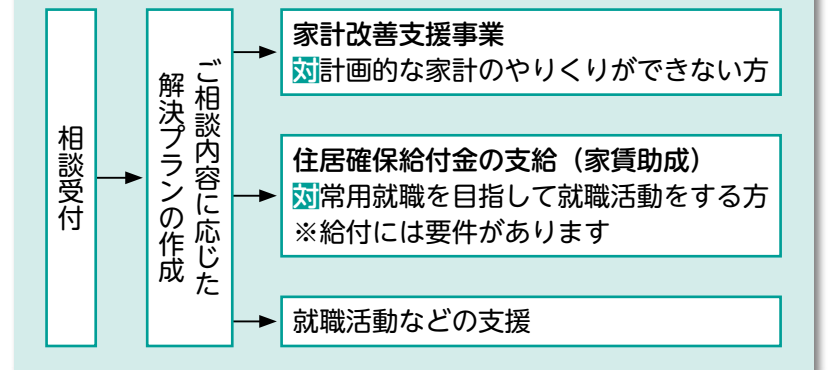 相談受付
ご相談内容に応じた
解決プランの作成
家計改善支援事業
対計画的な家計のやりくりができない方
住居確保給付金の支給（家賃助成）
対常用就職を目指して就職活動をする方
※給付には要件があります
就職活動などの支援